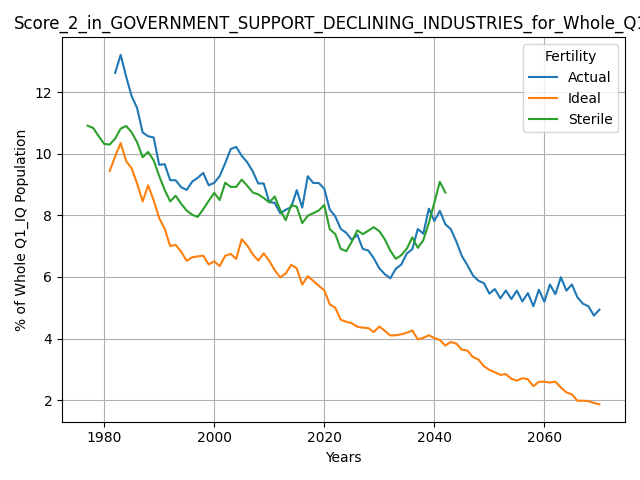 Score_2_in_GOVERNMENT_SUPPORT_DECLINING_INDUSTRIES_for_Whole_Q1
Fertility
Actual
Ideal
Sterile
% of Whole Q1_IQ Population
12
10
8
6
4
2
1980 2000 2020 2040 2060
Years